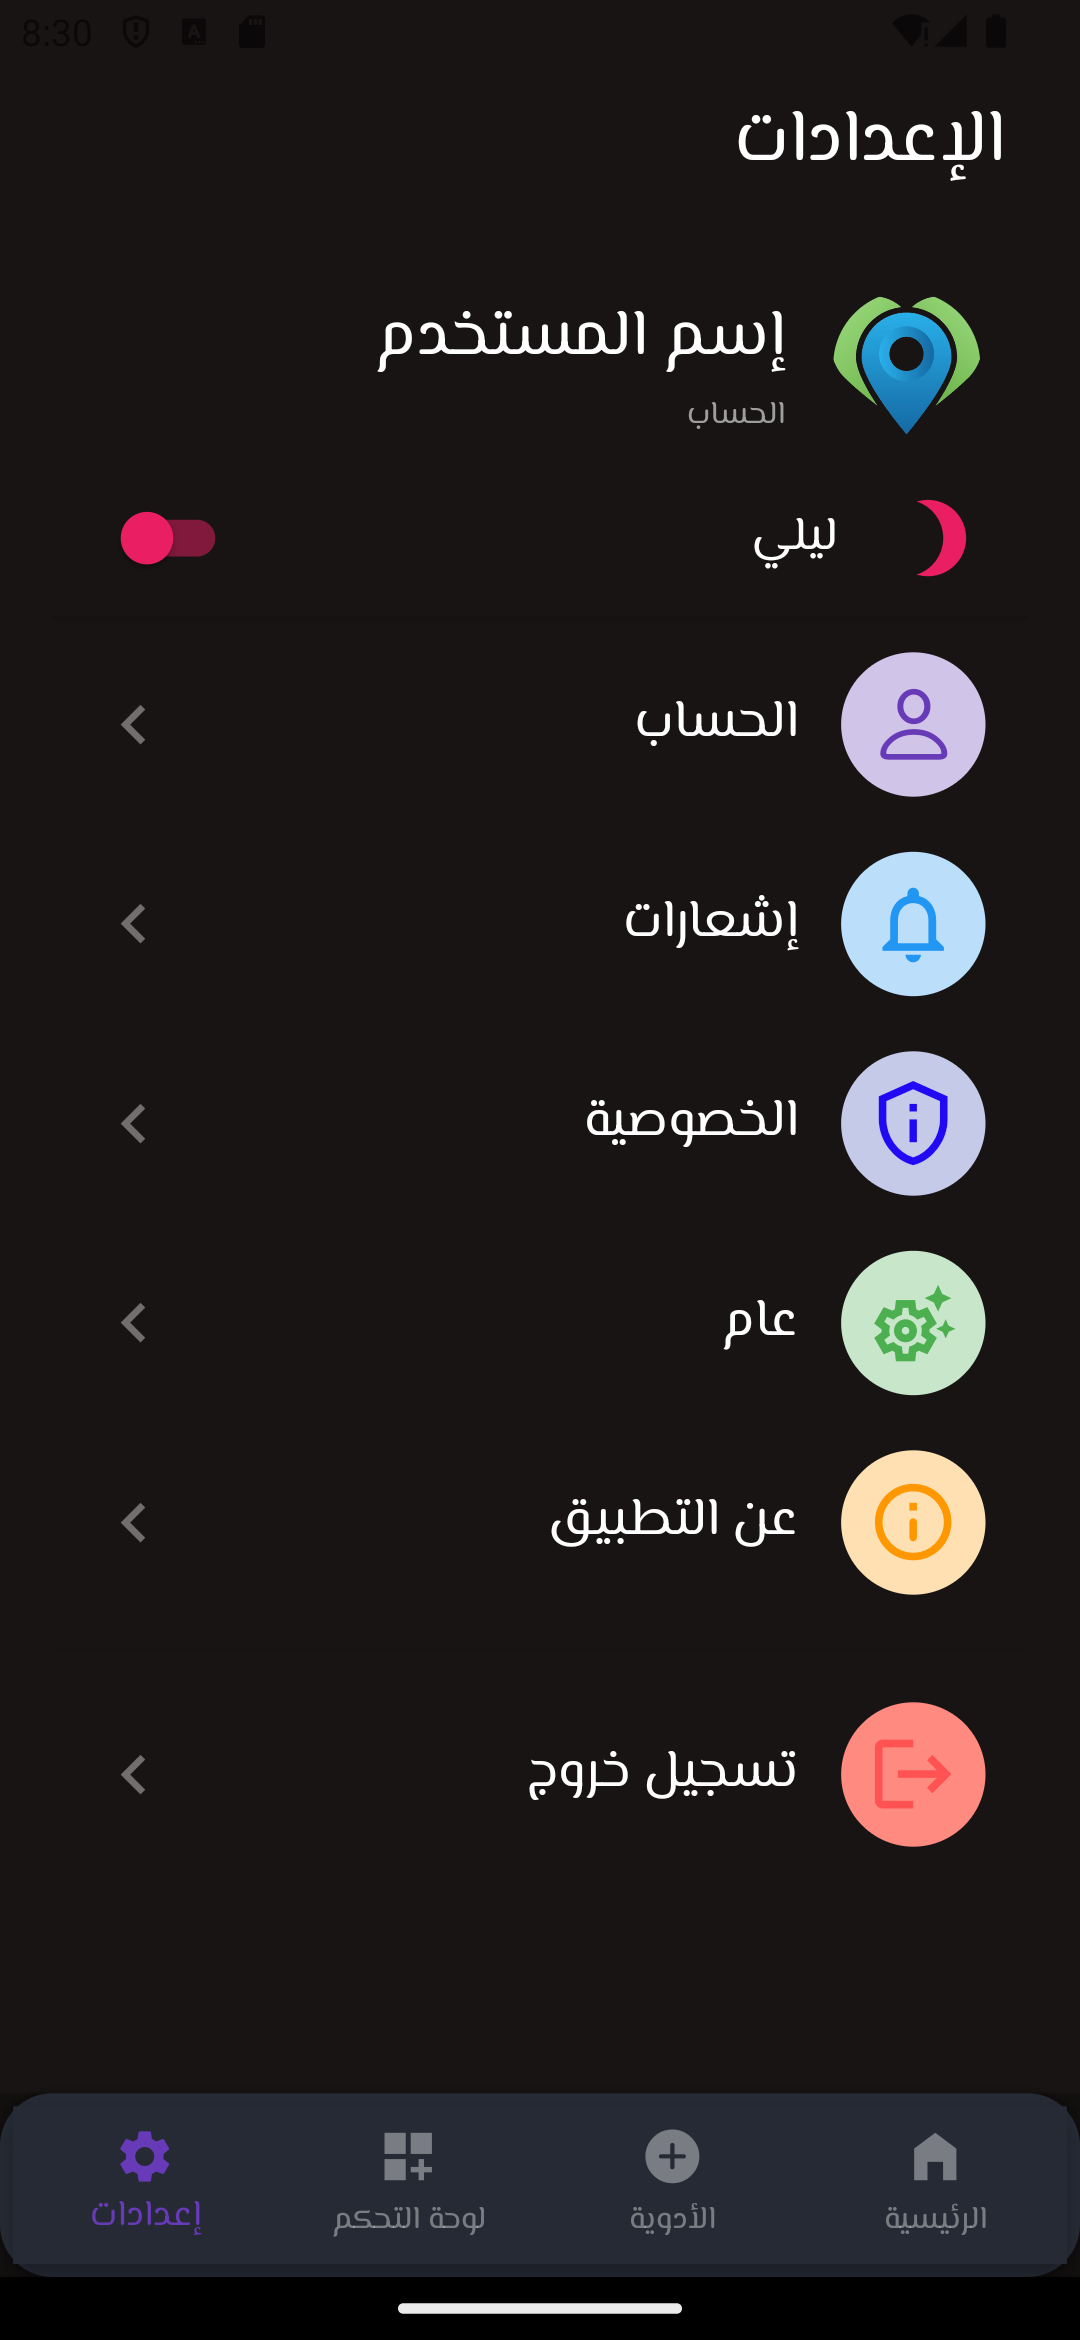 8:30
الإعدادات
إسم المستخدم
الحساب
ليلي
الحساب
إشعارات
الخصوصية
عام
عن التطبيق
تسجيل خروج
الرئيسية
الأدوية
لوحة التحكم
إعدادات